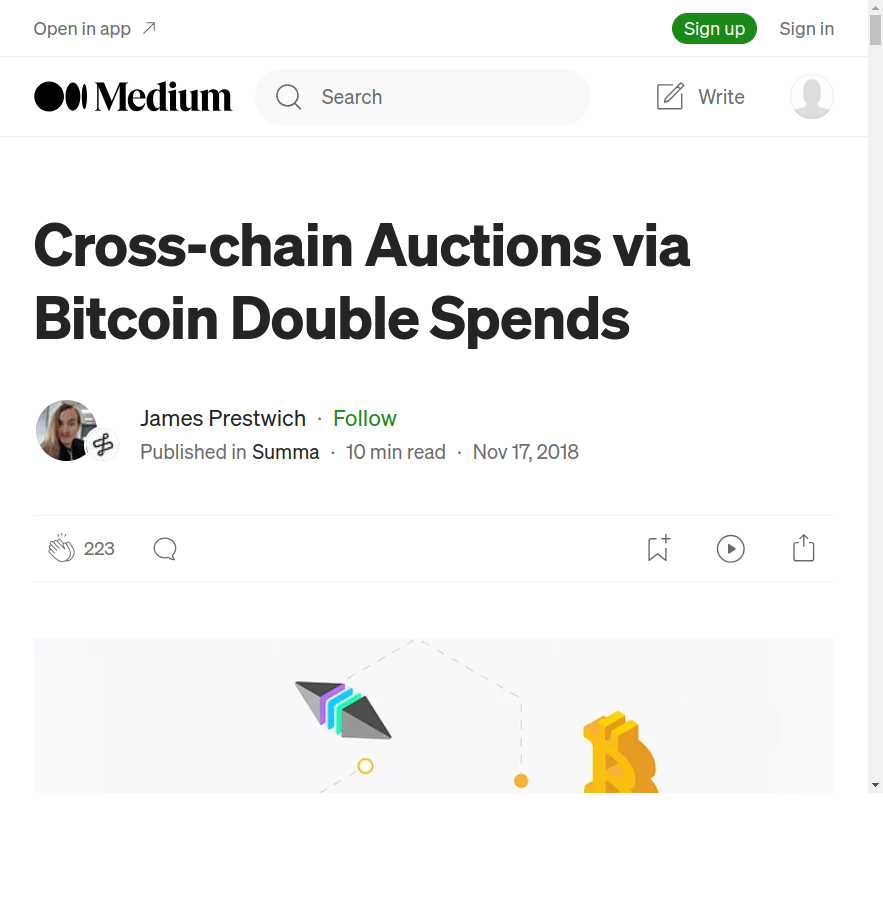 Open in app
Sign up
Sign in
Medium
Search
Write
Cross-chain Auctions via
Bitcoin Double Spends
James Prestwich · Follow
Published in Summa · 10 min read · Nov 17, 2018
223